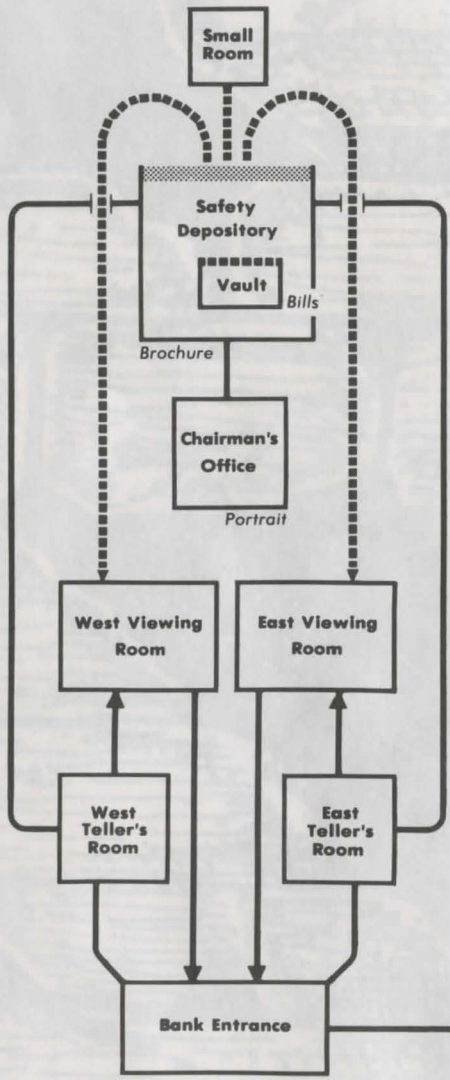 Small
Room
Safety
Depository
Vault
Bills
Brochure
Chairman's
Office
Portrait
West Viewing
Room
East Viewing
Room
West
Teller's
Room
East
Teller's
Room
Bank Entrance